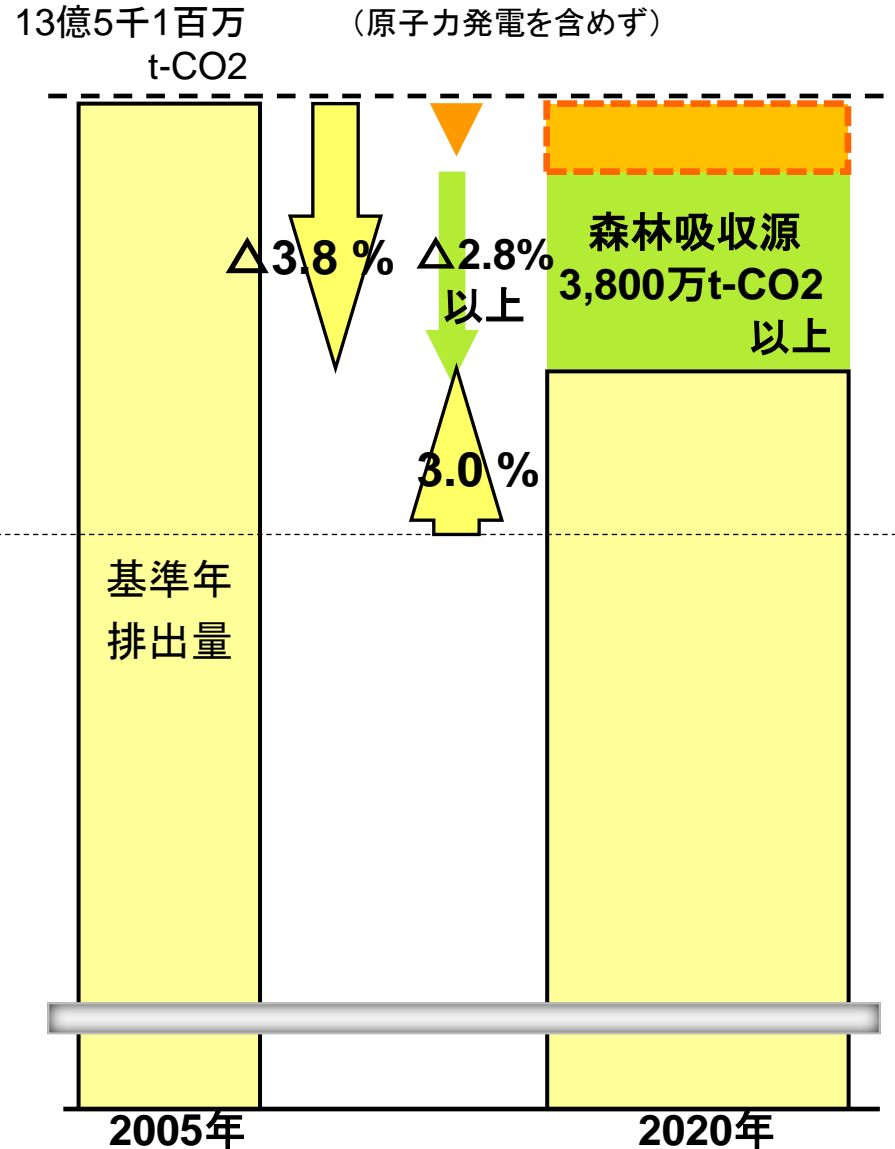 13億5千1百万
t-CO2
（原子力発電を含めず）
△3.8 %
△2.8%
以上
森林吸収源
3,800万t-CO2
以上
3.0 %
基準年
排出量
2005年
2020年